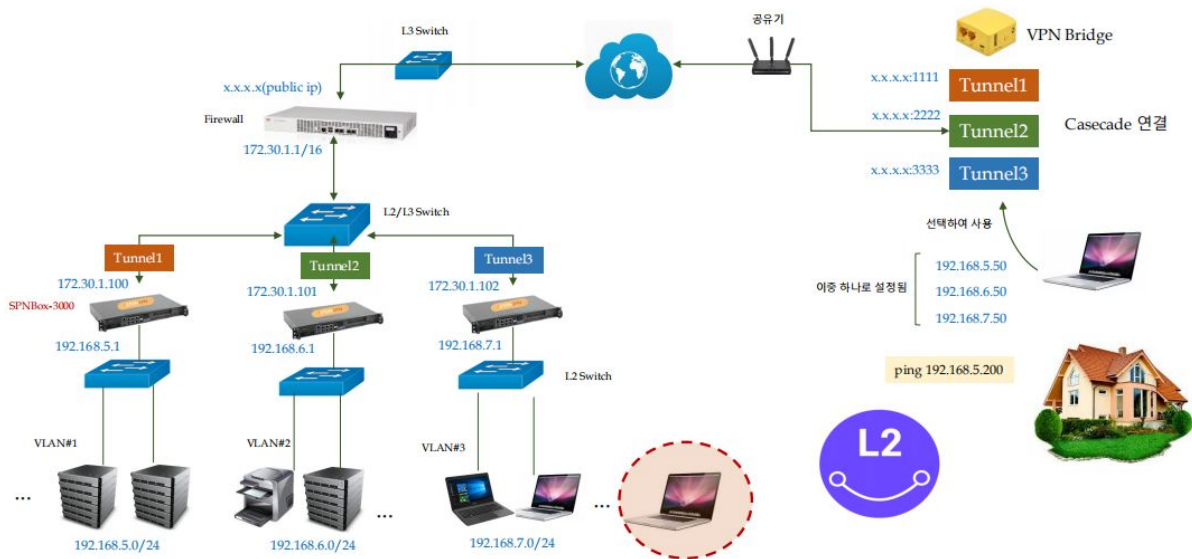 L3 Switch
x.x.x.x(public ip)
Firewall
172.30.1.1/16
L2/L3 Switch
Tunnel1
Tunnel2
Tunnel3
172.30.1.100
172.30.1.101
172.30.1.102
SPNBox-3000
192.168.5.1
192.168.6.1
192.168.7.1
L2 Switch
VLAN#1
VLAN#2
VLAN#3
...
...
...
192.168.5.0/24
192.168.6.0/24
192.168.7.0/24
공유기
VPN Bridge
x.x.x.x:1111
Tunnel1
x.x.x.x:2222
Tunnel2
Casecade 연결
x.x.x.x:3333
Tunnel3
선택하여 사용
192.168.5.50
이중 하나로 설정됨
192.168.6.50
192.168.7.50
ping 192.168.5.200
L2